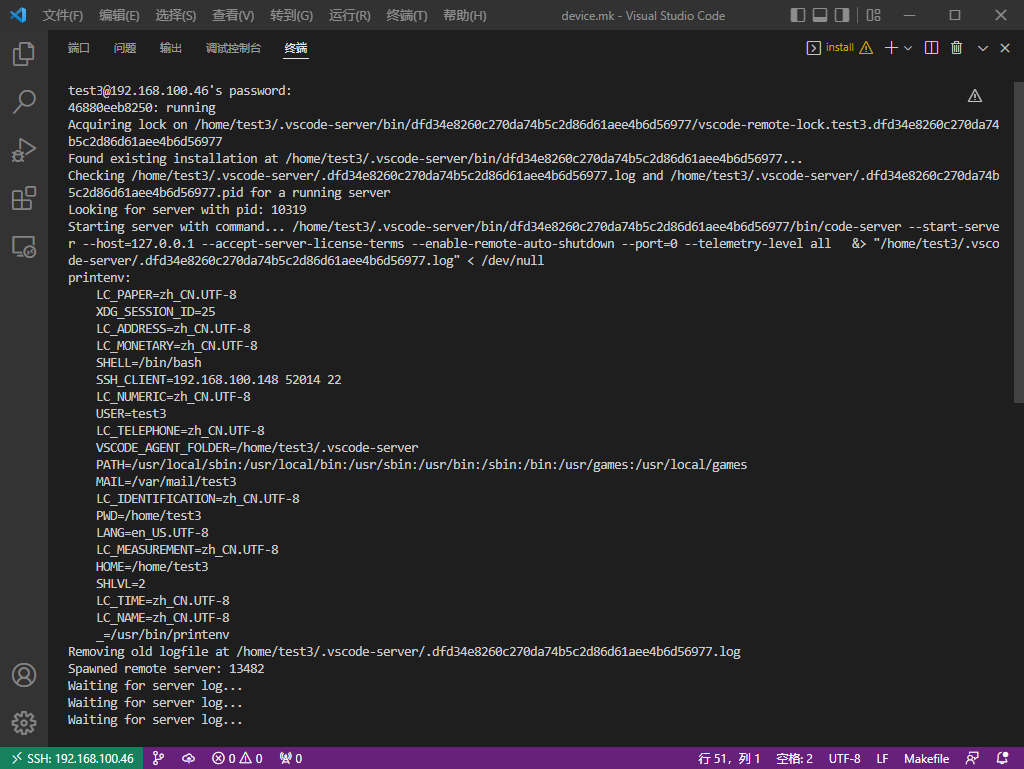 文件(F) 编辑(E) 选择(S) 查看(V) 转到(G) 运行(R) 终端(T) 帮助(H) device.mk - Visual Studio Code
端口 问题 输出 调试控制台 终端 install
test3@192.168.100.46's password:
46880eeb8250: running
Acquiring lock on /home/test3/.vscode-server/bin/dfd34e8260c270da74b5c2d86d61aee4b6d56977/vscode-remote-lock.test3.dfd34e8260c270da74
b5c2d86d61aee4b6d56977
Found existing installation at /home/test3/.vscode-server/bin/dfd34e8260c270da74b5c2d86d61aee4b6d56977...
Checking /home/test3/.vscode-server/.dfd34e8260c270da74b5c2d86d61aee4b6d56977.log and /home/test3/.vscode-server/.dfd34e8260c270da74b
5c2d86d61aee4b6d56977.pid for a running server
Looking for server with pid: 10319
Starting server with command... /home/test3/.vscode-server/bin/dfd34e8260c270da74b5c2d86d61aee4b6d56977/bin/code-server --start-serve
r --host=127.0.0.1 --accept-server-license-terms --enable-remote-auto-shutdown --port=0 --telemetry-level all   &> "/home/test3/.vsco
de-server/.dfd34e8260c270da74b5c2d86d61aee4b6d56977.log" < /dev/null
printenv:
    LC_PAPER=zh_CN.UTF-8
    XDG_SESSION_ID=25
    LC_ADDRESS=zh_CN.UTF-8
    LC_MONETARY=zh_CN.UTF-8
    SHELL=/bin/bash
    SSH_CLIENT=192.168.100.148 52014 22
    LC_NUMERIC=zh_CN.UTF-8
    USER=test3
    LC_TELEPHONE=zh_CN.UTF-8
    VSCODE_AGENT_FOLDER=/home/test3/.vscode-server
    PATH=/usr/local/sbin:/usr/local/bin:/usr/sbin:/usr/bin:/sbin:/bin:/usr/games:/usr/local/games
    MAIL=/var/mail/test3
    LC_IDENTIFICATION=zh_CN.UTF-8
    PWD=/home/test3
    LANG=en_US.UTF-8
    LC_MEASUREMENT=zh_CN.UTF-8
    HOME=/home/test3
    SHLVL=2
    LC_TIME=zh_CN.UTF-8
    LC_NAME=zh_CN.UTF-8
    _=/usr/bin/printenv
Removing old logfile at /home/test3/.vscode-server/.dfd34e8260c270da74b5c2d86d61aee4b6d56977.log
Spawned remote server: 13482
Waiting for server log...
Waiting for server log...
Waiting for server log...
SSH: 192.168.100.46 0 0 0 行 51，列 1 空格: 2 UTF-8 LF Makefile